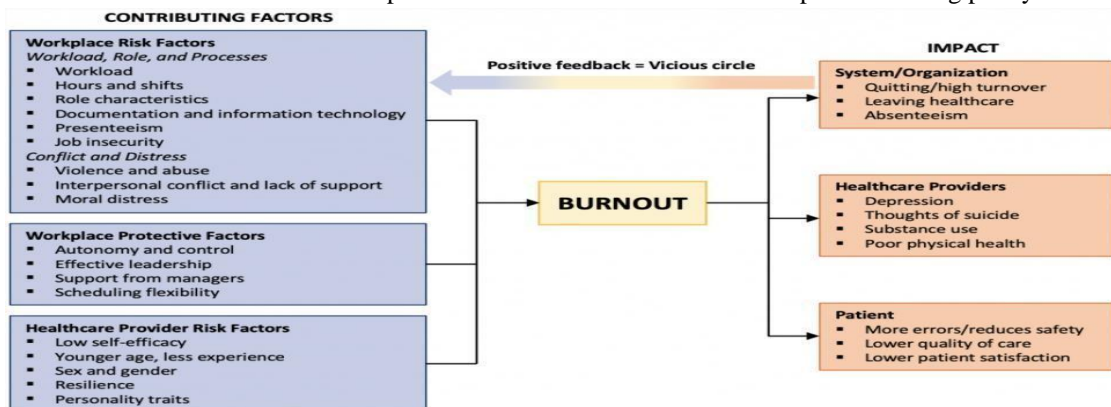 CONTRIBUTING FACTORS
Workplace Risk Factors
Workload, Role, and Processes
▪ Workload
▪ Hours and shifts
▪ Role characteristics
▪ Documentation and information technology
▪ Presenteeism
▪ Job insecurity
Conflict and Distress
▪ Violence and abuse
▪ Interpersonal conflict and lack of support
▪ Moral distress
Workplace Protective Factors
▪ Autonomy and control
▪ Effective leadership
▪ Support from managers
▪ Scheduling flexibility
Healthcare Provider Risk Factors
▪ Low self-efficacy
▪ Younger age, less experience
▪ Sex and gender
▪ Resilience
▪ Personality traits
Positive feedback = Vicious circle
BURNOUT
IMPACT
System/Organization
▪ Quitting/high turnover
▪ Leaving healthcare
▪ Absenteeism
Healthcare Providers
▪ Depression
▪ Thoughts of suicide
▪ Substance use
▪ Poor physical health
Patient
▪ More errors/reduces safety
▪ Lower quality of care
▪ Lower patient satisfaction